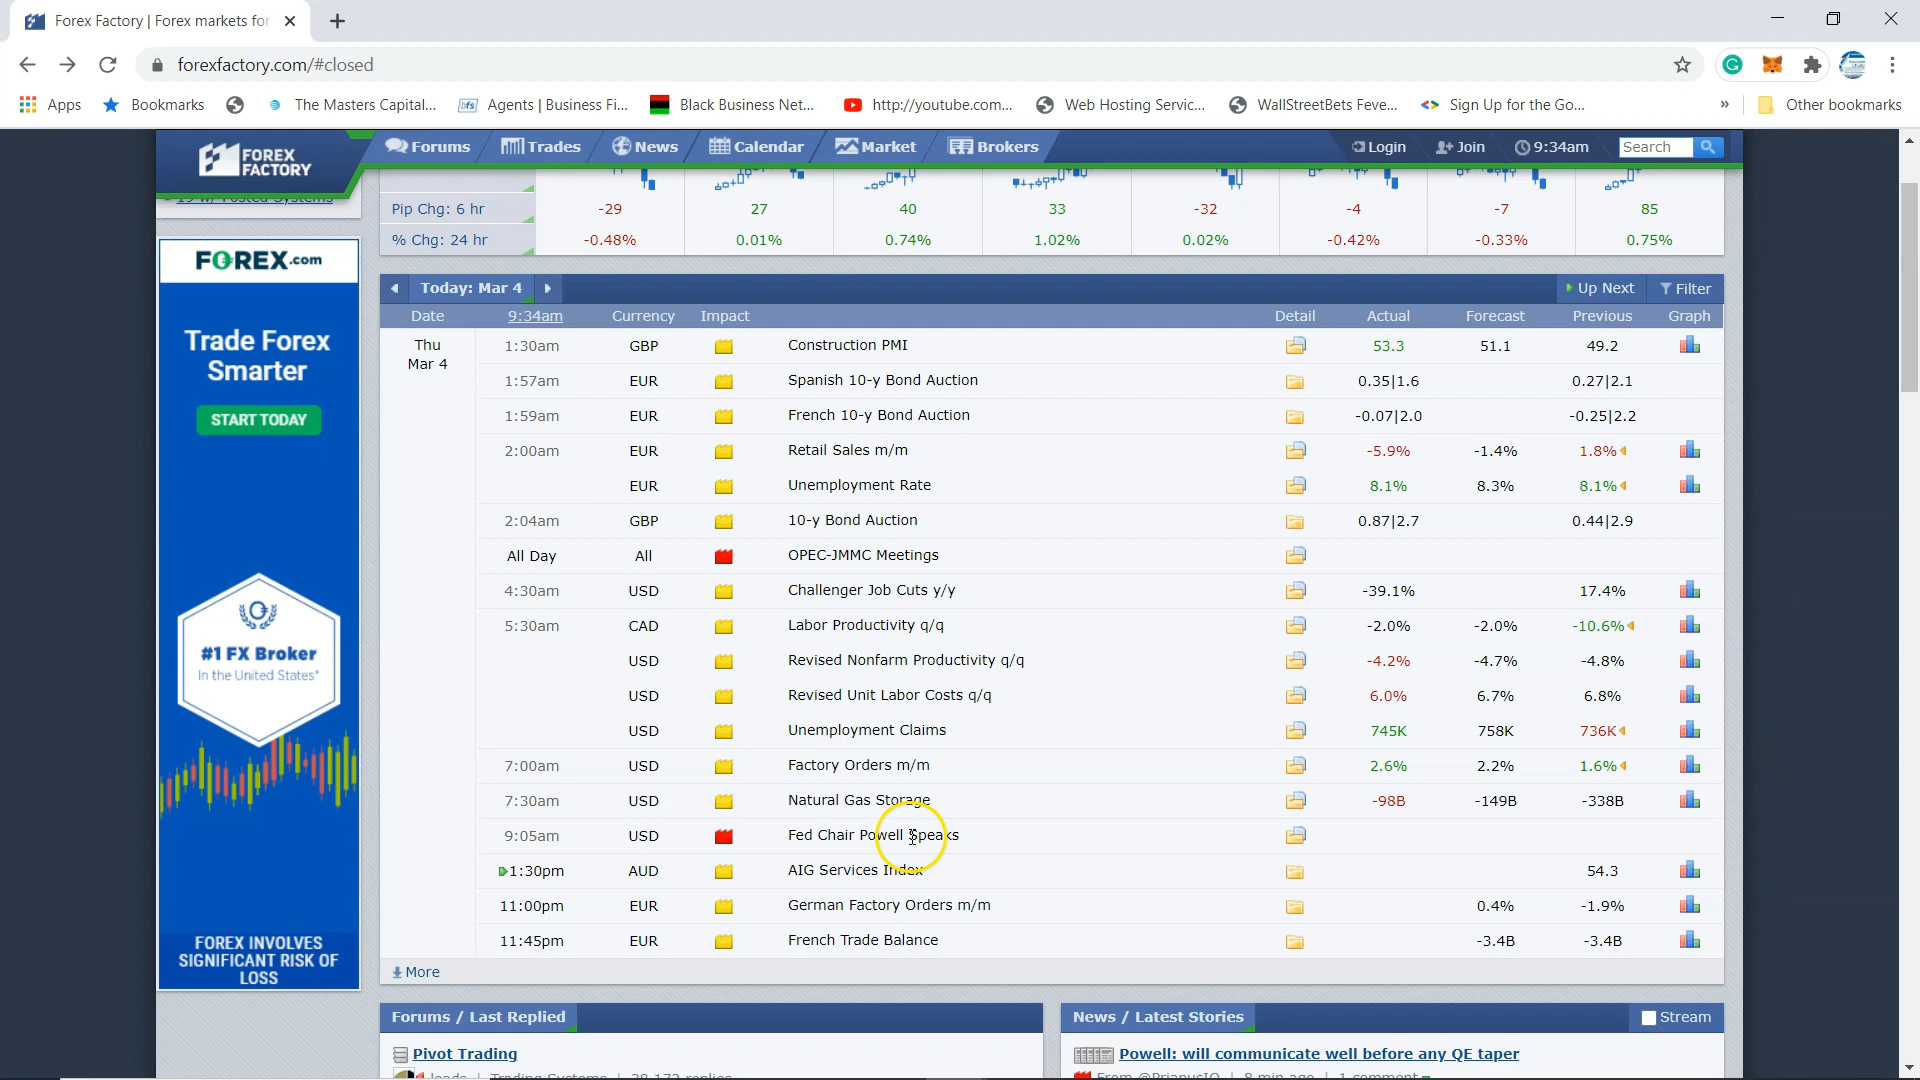 Forex Factory | Forex markets for
forexfactory.com/#closed
Apps Bookmarks The Masters Capital... bfs Agents | Business Fi... Black Business Net... http://youtube.com... Web Hosting Servic... WallStreetBets Feve... Sign Up for the Go... » Other bookmarks
FOREX FACTORY
Forums Trades News Calendar Market Brokers Login Join 9:34am Search
19 w/ Posted Systems
Pip Chg: 6 hr -29 27 40 33 -32 -4 -7 85
% Chg: 24 hr -0.48% 0.01% 0.74% 1.02% 0.02% -0.42% -0.33% 0.75%
FOREX.com
Trade Forex
Smarter
START TODAY
#1 FX Broker
In the United States*
FOREX INVOLVES
SIGNIFICANT RISK OF
LOSS
Today: Mar 4 Up Next Filter
Date 9:34am Currency Impact Detail Actual Forecast Previous Graph
Thu
Mar 4
1:30am GBP Construction PMI 53.3 51.1 49.2
1:57am EUR Spanish 10-y Bond Auction 0.35|1.6 0.27|2.1
1:59am EUR French 10-y Bond Auction -0.07|2.0 -0.25|2.2
2:00am EUR Retail Sales m/m -5.9% -1.4% 1.8%
EUR Unemployment Rate 8.1% 8.3% 8.1%
2:04am GBP 10-y Bond Auction 0.87|2.7 0.44|2.9
All Day All OPEC-JMMC Meetings
4:30am USD Challenger Job Cuts y/y -39.1% 17.4%
5:30am CAD Labor Productivity q/q -2.0% -2.0% -10.6%
USD Revised Nonfarm Productivity q/q -4.2% -4.7% -4.8%
USD Revised Unit Labor Costs q/q 6.0% 6.7% 6.8%
USD Unemployment Claims 745K 758K 736K
7:00am USD Factory Orders m/m 2.6% 2.2% 1.6%
7:30am USD Natural Gas Storage -98B -149B -338B
9:05am USD Fed Chair Powell Speaks
1:30pm AUD AIG Services Index 54.3
11:00pm EUR German Factory Orders m/m 0.4% -1.9%
11:45pm EUR French Trade Balance -3.4B -3.4B
More
Forums / Last Replied
Pivot Trading
Trading Systems | 38,172 replies
News / Latest Stories Stream
Powell: will communicate well before any QE taper
From @PriapusIQ | 8 min ago | 1 comment